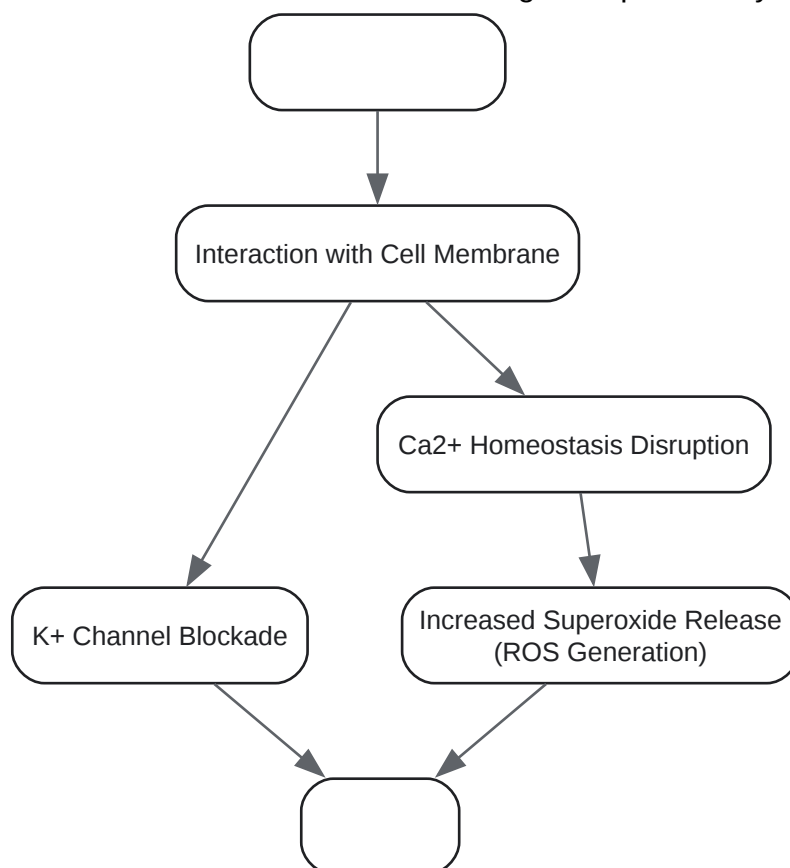 Interaction with Cell Membrane
Ca2+ Homeostasis Disruption
K+ Channel Blockade
Increased Superoxide Release
(ROS Generation)